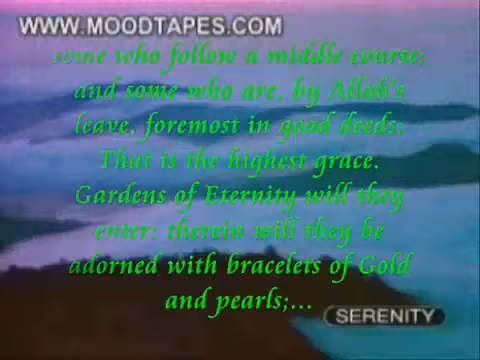 WWW.MOODTAPES.COM
some who follow a middle course;
and some who are, by Allah's
leave, foremost in good deeds;
That is the highest grace.
Gardens of Eternity will they
enter: therein will they be
adorned with bracelets of Gold
and pearls;...
SERENITY